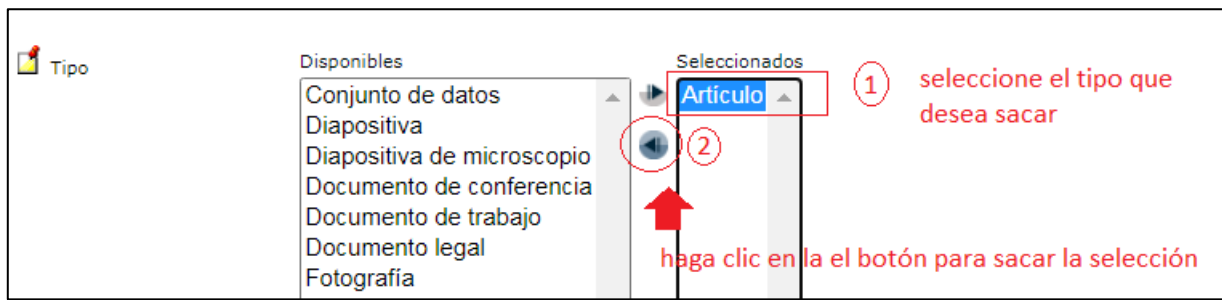 Tipo
Disponibles
Seleccionados
Conjunto de datos
Diapositiva
Diapositiva de microscopio
Documento de conferencia
Documento de trabajo
Documento legal
Fotografía
Artículo
1
seleccione el tipo que
desea sacar
2
haga clic en la el botón para sacar la selección